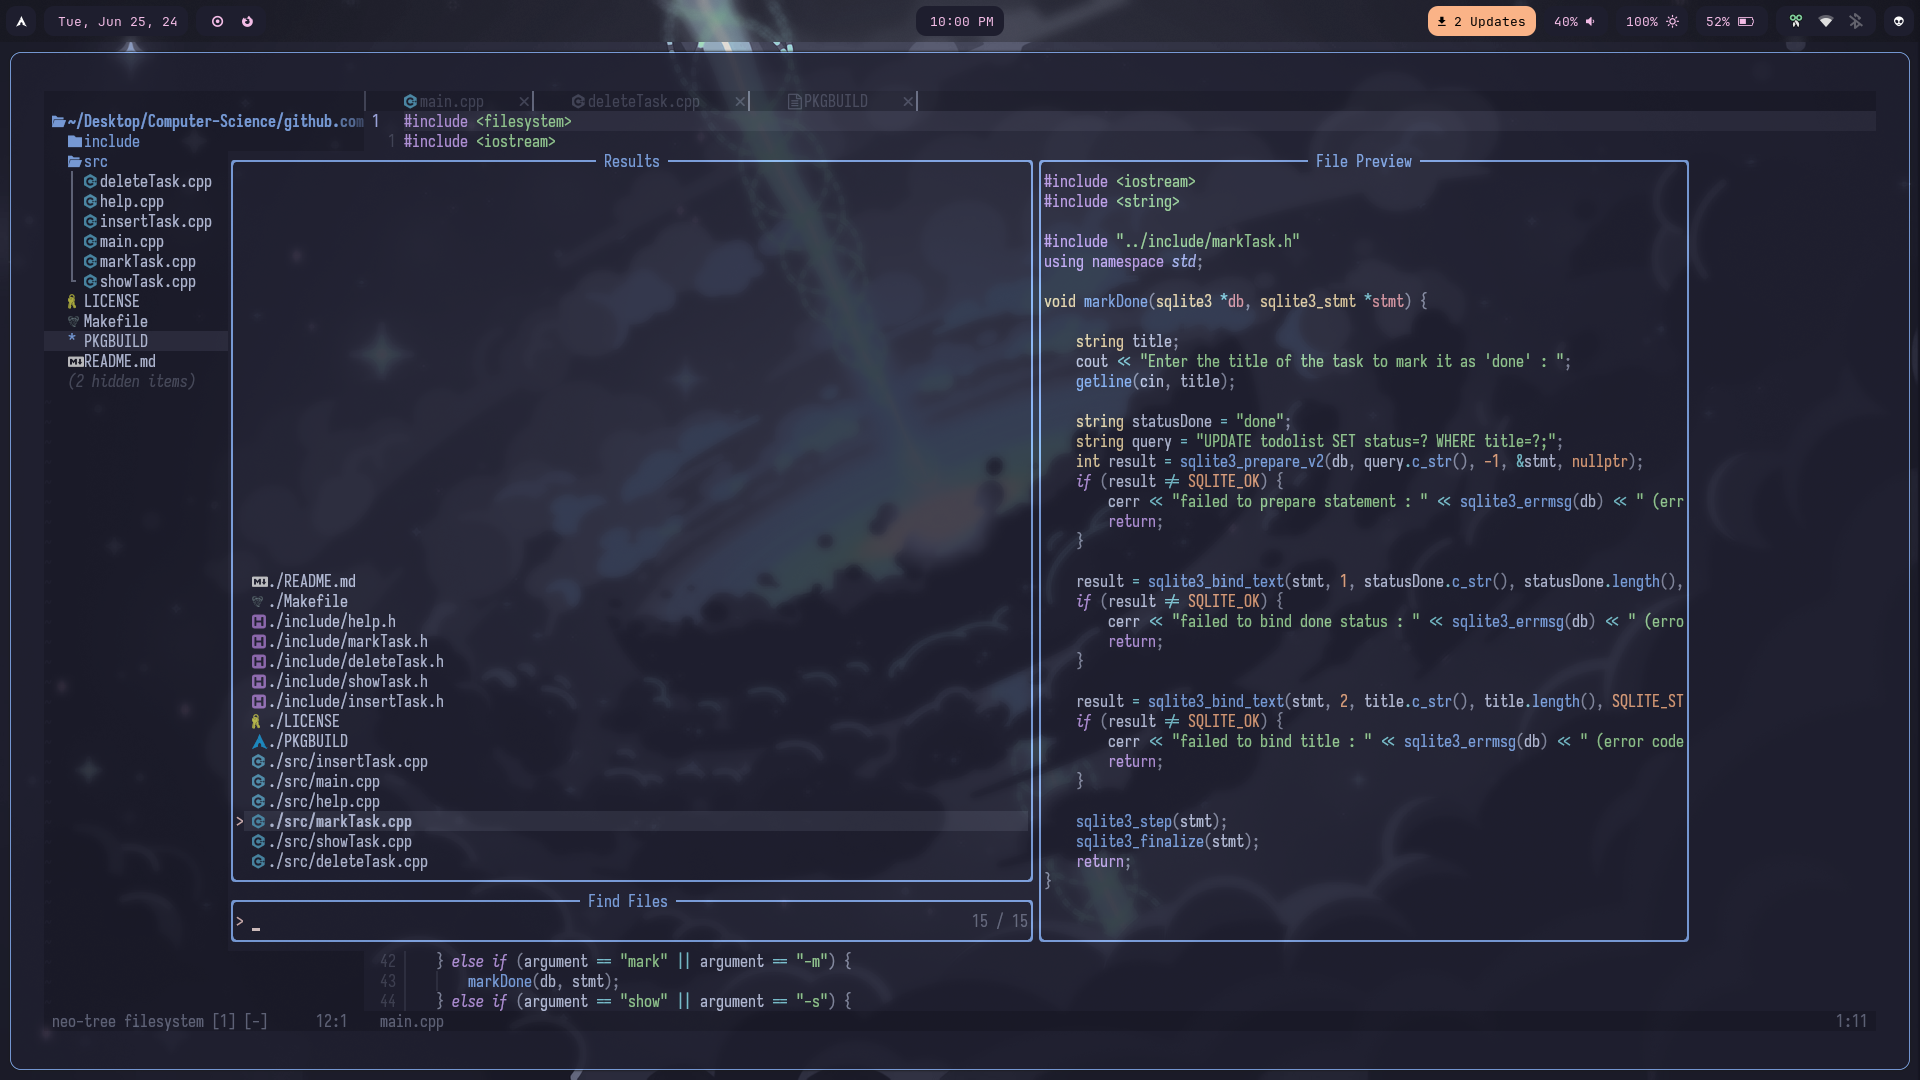 Tue, Jun 25, 24
10:00 PM
2 Updates
40%
100%
52%
main.cpp
deleteTask.cpp
PKGBUILD
~/Desktop/Computer-Science/github.com
include
src
deleteTask.cpp
help.cpp
insertTask.cpp
main.cpp
markTask.cpp
showTask.cpp
LICENSE
Makefile
* PKGBUILD
README.md
(2 hidden items)
1 #include <filesystem>
1 #include <iostream>
Results
./README.md
./Makefile
./include/help.h
./include/markTask.h
./include/deleteTask.h
./include/showTask.h
./include/insertTask.h
./LICENSE
./PKGBUILD
./src/insertTask.cpp
./src/main.cpp
./src/help.cpp
> ./src/markTask.cpp
./src/showTask.cpp
./src/deleteTask.cpp
Find Files
> _ 15 / 15
File Preview
#include <iostream>
#include <string>
#include "../include/markTask.h"
using namespace std;
void markDone(sqlite3 *db, sqlite3_stmt *stmt) {
string title;
cout << "Enter the title of the task to mark it as 'done' : ";
getline(cin, title);
string statusDone = "done";
string query = "UPDATE todolist SET status=? WHERE title=?;";
int result = sqlite3_prepare_v2(db, query.c_str(), -1, &stmt, nullptr);
if (result != SQLITE_OK) {
cerr << "failed to prepare statement : " << sqlite3_errmsg(db) << " (err
return;
}
result = sqlite3_bind_text(stmt, 1, statusDone.c_str(), statusDone.length(),
if (result != SQLITE_OK) {
cerr << "failed to bind done status : " << sqlite3_errmsg(db) << " (erro
return;
}
result = sqlite3_bind_text(stmt, 2, title.c_str(), title.length(), SQLITE_ST
if (result != SQLITE_OK) {
cerr << "failed to bind title : " << sqlite3_errmsg(db) << " (error code
return;
}
sqlite3_step(stmt);
sqlite3_finalize(stmt);
return;
}
42 } else if (argument == "mark" || argument == "-m") {
43 markDone(db, stmt);
44 } else if (argument == "show" || argument == "-s") {
neo-tree filesystem [1] [-] 12:1 main.cpp 1:11